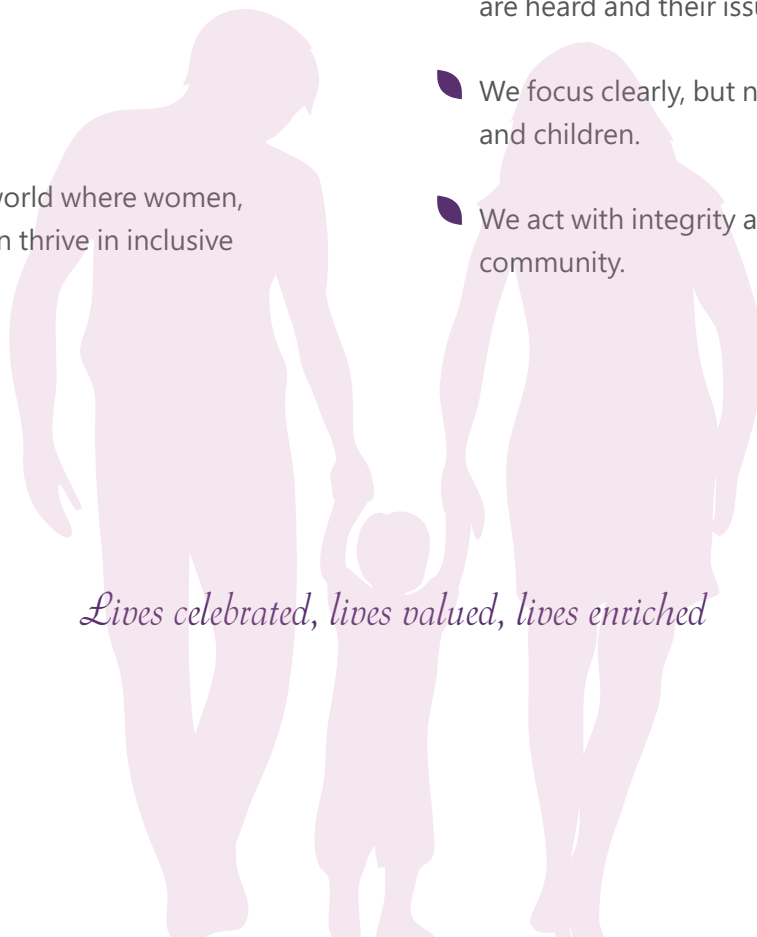 world where women,
thrive in inclusive
are heard and their
We focus clearly, but
and children.
We act with integrity
community.
Lives celebrated, lives valued, lives enriched